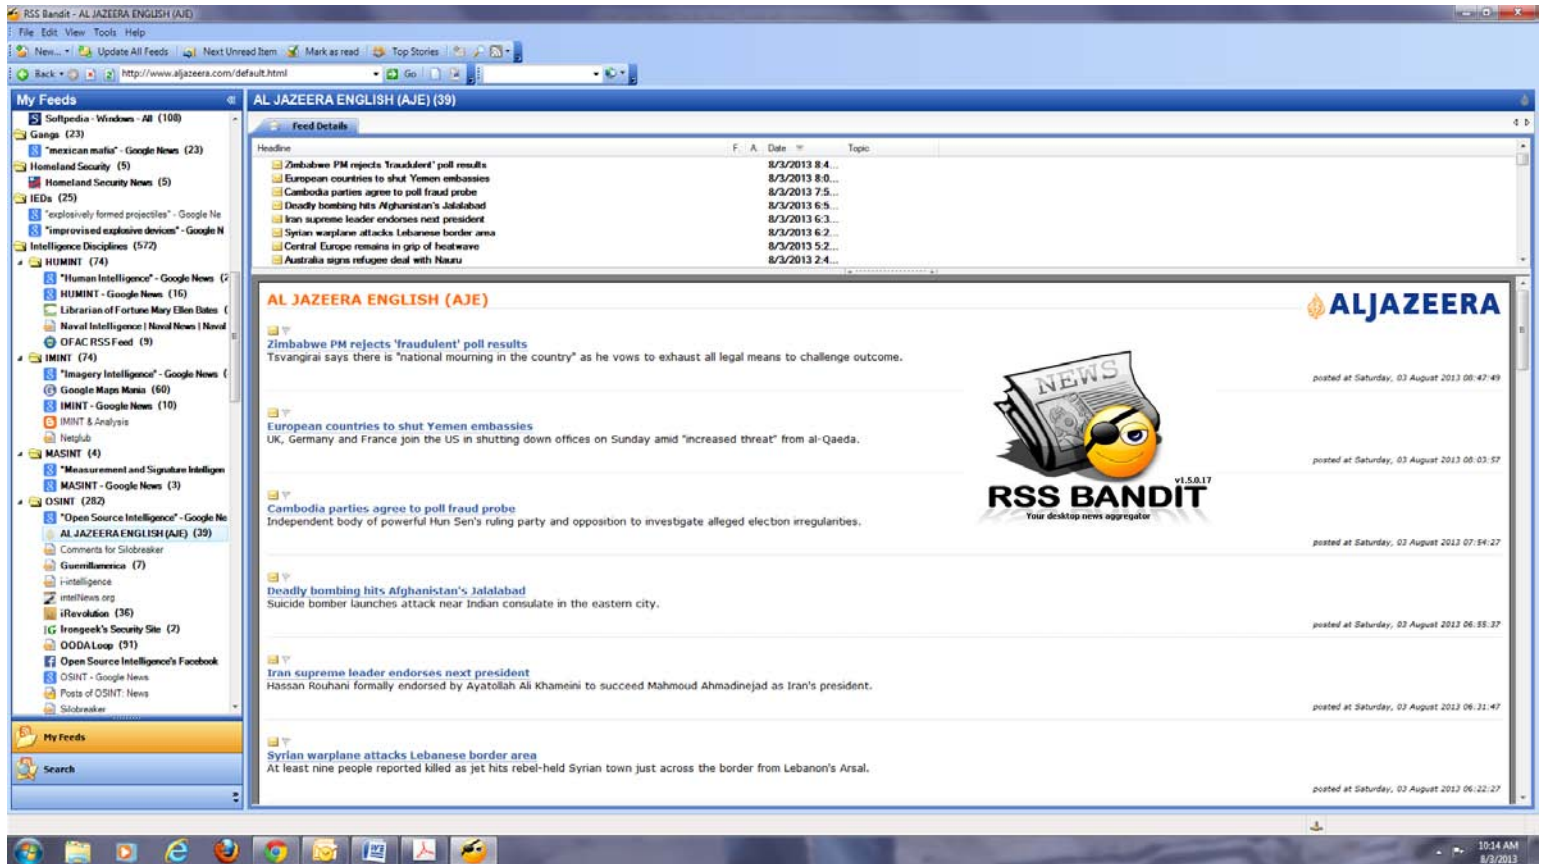 RSS Bandit - AL JAZEERA ENGLISH (AJE)
File Edit View Tools Help
New... Update All Feeds Next Unread Item Mark as read Top Stories
Back http://www.aljazeera.com/default.html Go
My Feeds
Softpedia - Windows - All (108)
Gangs (23)
"mexican mafia" - Google News (23)
Homeland Security (5)
Homeland Security News (5)
IEDs (25)
"explosively formed projectiles" - Google Ne
"improvised explosive devices" - Google N
Intelligence Disciplines (572)
HUMINT (74)
"Human Intelligence" - Google News (2
HUMINT - Google News (16)
Librarian of Fortune Mary Ellen Bates (
Naval Intelligence | Naval News | Naval
OFAC RSS Feed (9)
IMINT (74)
"Imagery Intelligence" - Google News (
Google Maps Mania (60)
IMINT - Google News (10)
IMINT & Analysis
Netglub
MASINT (4)
"Measurement and Signature Intelligen
MASINT - Google News (3)
OSINT (282)
"Open Source Intelligence" - Google Ne
AL JAZEERA ENGLISH (AJE) (39)
Comments for Silobreaker
Guerrillamerica (7)
i-intelligence
intelNews.org
iRevolution (36)
Irongeek's Security Site (2)
OODA Loop (91)
Open Source Intelligence's Facebook
OSINT - Google News
Posts of OSINT: News
Silobreaker
My Feeds
Search
AL JAZEERA ENGLISH (AJE) (39)
Feed Details
Headline F. A. Date Topic
Zimbabwe PM rejects 'fraudulent' poll results 8/3/2013 8:4...
European countries to shut Yemen embassies 8/3/2013 8:0...
Cambodia parties agree to poll fraud probe 8/3/2013 7:5...
Deadly bombing hits Afghanistan's Jalalabad 8/3/2013 6:5...
Iran supreme leader endorses next president 8/3/2013 6:3...
Syrian warplane attacks Lebanese border area 8/3/2013 6:2...
Central Europe remains in grip of heatwave 8/3/2013 5:2...
Australia signs refugee deal with Nauru 8/3/2013 2:4...
AL JAZEERA ENGLISH (AJE)
ALJAZEERA
Zimbabwe PM rejects 'fraudulent' poll results
Tsvangirai says there is "national mourning in the country" as he vows to exhaust all legal means to challenge outcome.
posted at Saturday, 03 August 2013 08:47:49
European countries to shut Yemen embassies
UK, Germany and France join the US in shutting down offices on Sunday amid "increased threat" from al-Qaeda.
posted at Saturday, 03 August 2013 08:03:57
NEWS
RSS BANDIT
v1.5.0.17
Your desktop news aggregator
Cambodia parties agree to poll fraud probe
Independent body of powerful Hun Sen's ruling party and opposition to investigate alleged election irregularities.
posted at Saturday, 03 August 2013 07:54:27
Deadly bombing hits Afghanistan's Jalalabad
Suicide bomber launches attack near Indian consulate in the eastern city.
posted at Saturday, 03 August 2013 06:55:37
Iran supreme leader endorses next president
Hassan Rouhani formally endorsed by Ayatollah Ali Khameini to succeed Mahmoud Ahmadinejad as Iran's president.
posted at Saturday, 03 August 2013 06:31:47
Syrian warplane attacks Lebanese border area
At least nine people reported killed as jet hits rebel-held Syrian town just across the border from Lebanon's Arsal.
posted at Saturday, 03 August 2013 06:22:27
10:14 AM
8/3/2013